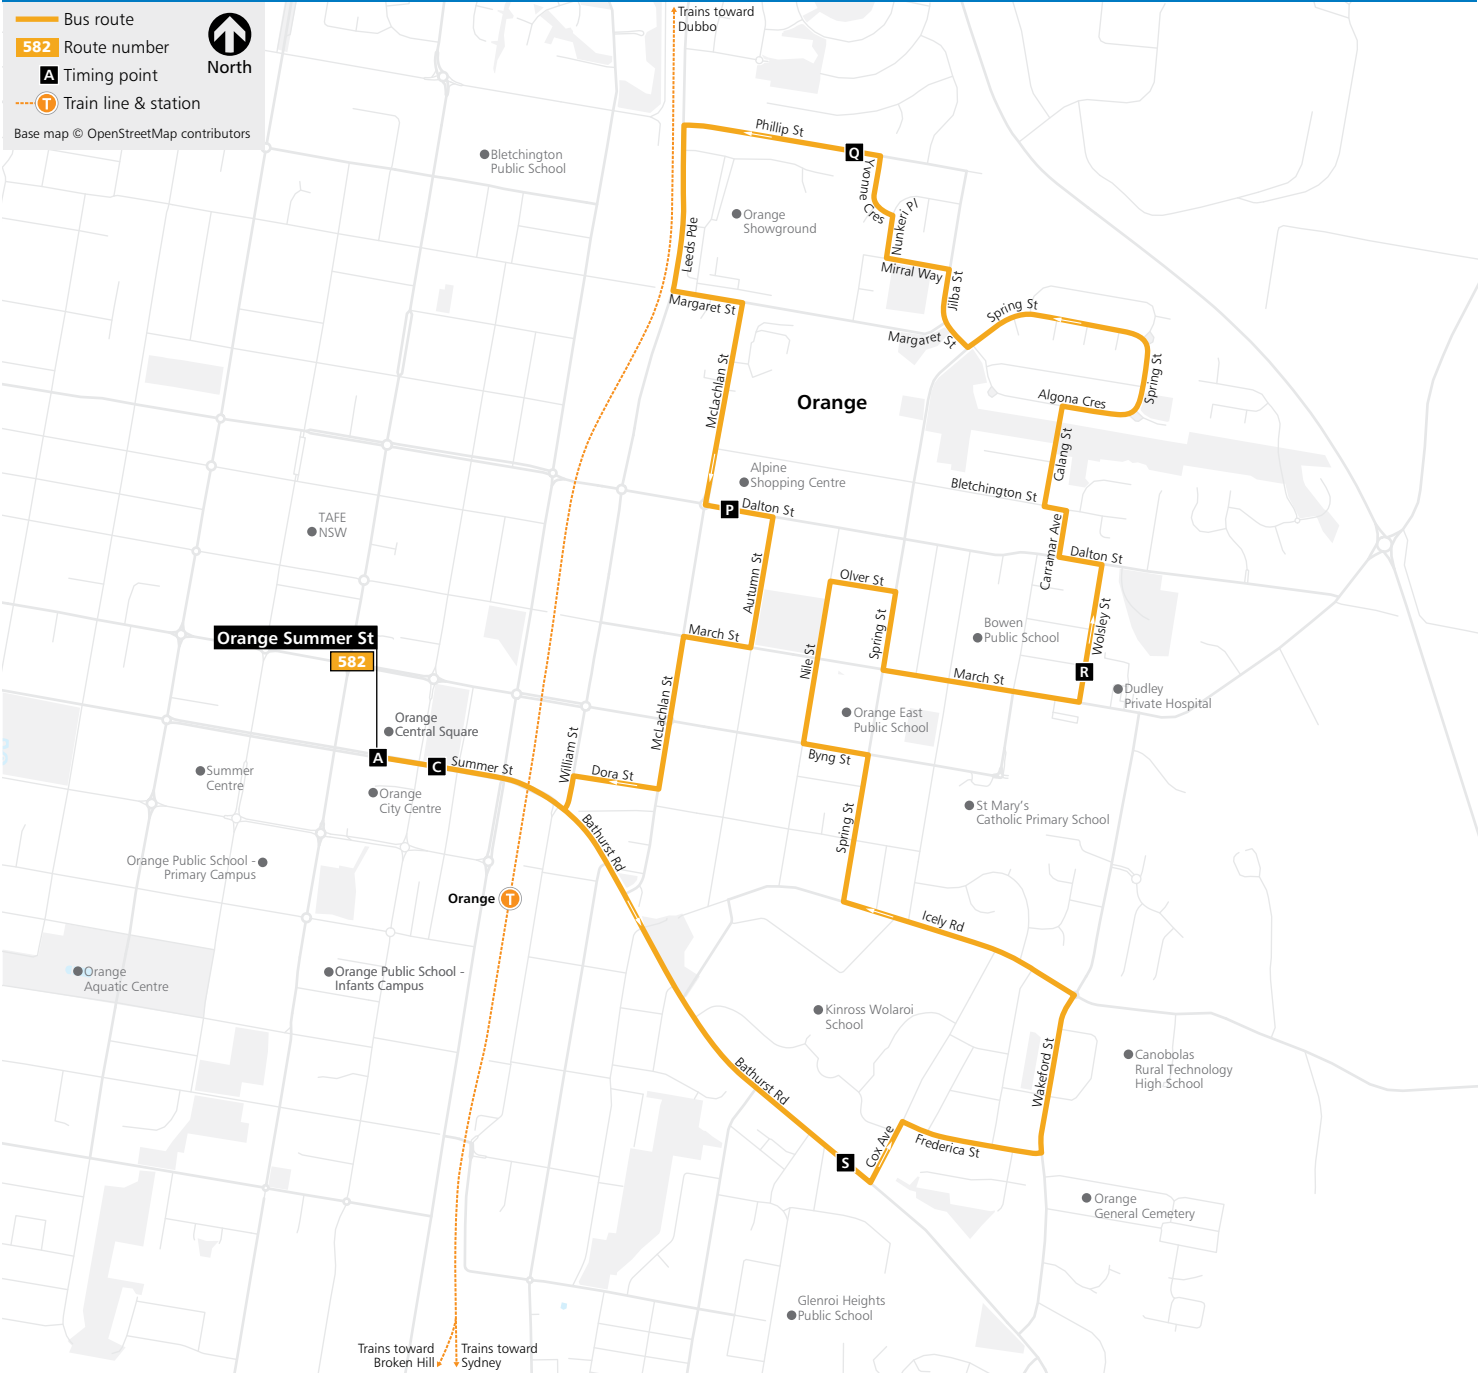 Bus route
582 Route number
A Timing point
T Train line & station
Base map © OpenStreetMap contributors
North
Trains toward
Dubbo
Phillip St
Q
Bletchington
Public School
Yvonne
Cres
Nunkeri Pl
Orange
Showground
Leeds Pde
Mirral Way
Jilba St
Margaret St
Spring St
Margaret St
McLachlan St
Spring St
Orange
Algona Cres
Calang St
Alpine
Shopping Centre
Bletchington St
P
Dalton St
TAFE
NSW
Carramar Ave
Dalton St
Autumn St
Olver St
Wolsley St
Spring St
Bowen
Public School
March St
Orange Summer St
582
Nile St
R
March St
Dudley
Private Hospital
McLachlan St
Orange
Central Square
Orange East
Public School
William St
A
C
Summer St
Byng St
Dora St
Summer
Centre
Orange
City Centre
St Mary's
Catholic Primary School
Spring St
Bathurst Rd
Orange Public School -
Primary Campus
Orange T
Icely Rd
Orange
Aquatic Centre
Orange Public School -
Infants Campus
Kinross Wolaroi
School
Canobolas
Rural Technology
High School
Wakeford St
Bathurst Rd
Cox Ave
Frederica St
S
Orange
General Cemetery
Glenroi Heights
Public School
Trains toward
Broken Hill
Trains toward
Sydney